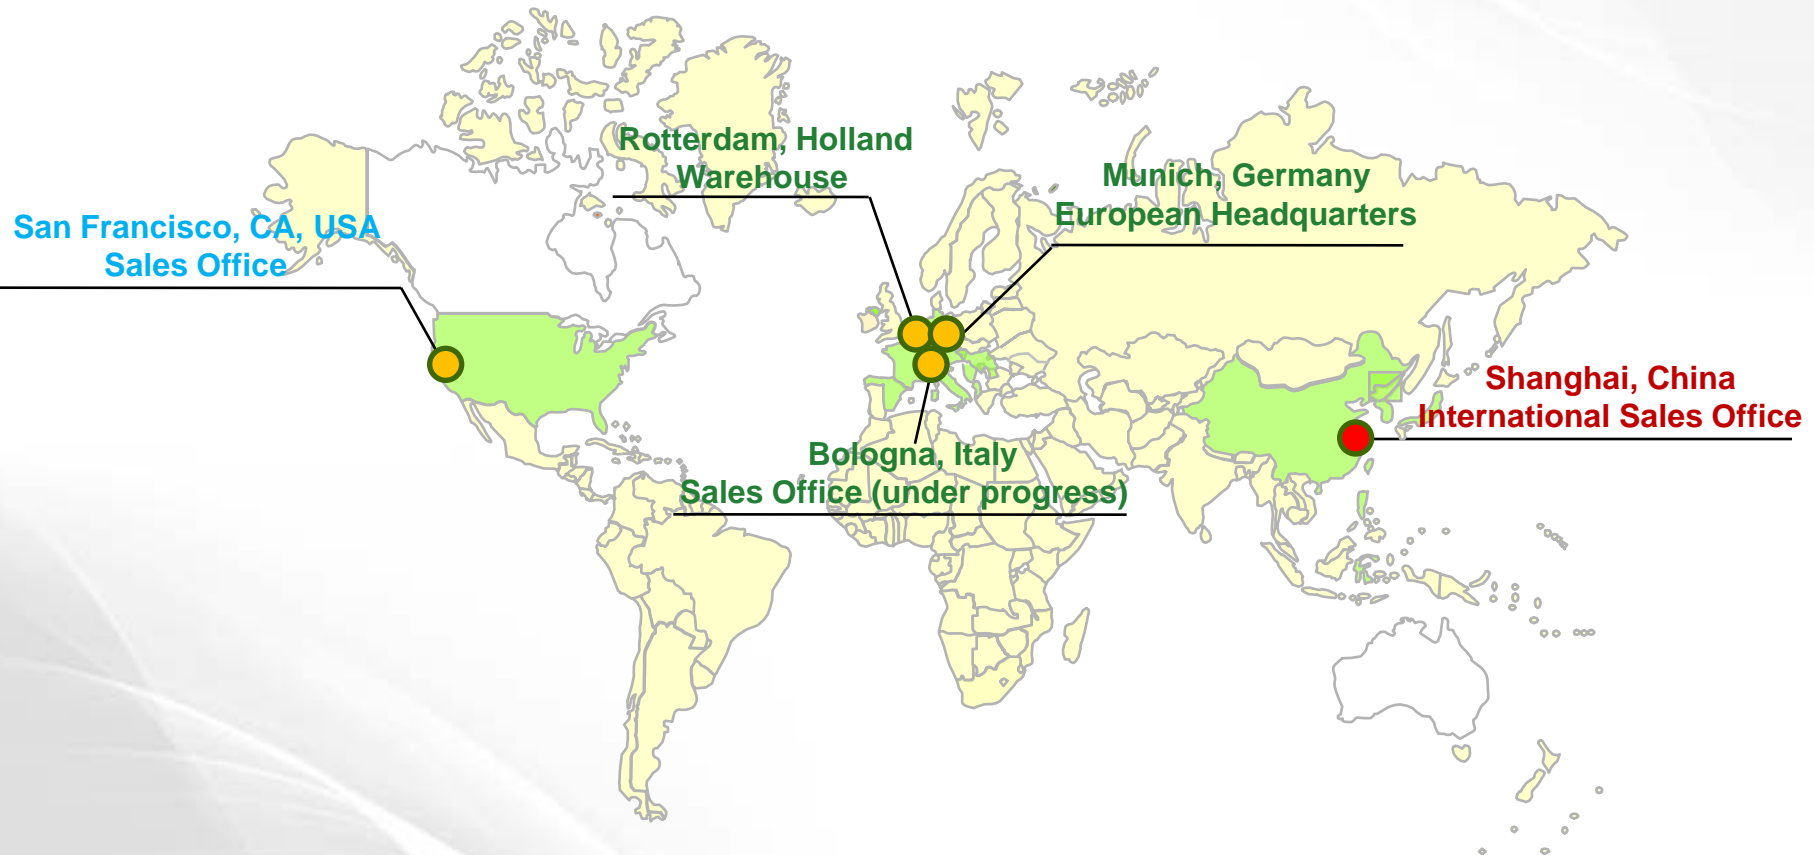 Rotterdam, Holland
Warehouse
Munich, Germany
European Headquarters
San Francisco, CA, USA
Sales Office
Shanghai, China
International Sales Office
Bologna, Italy
Sales Office (under progress)